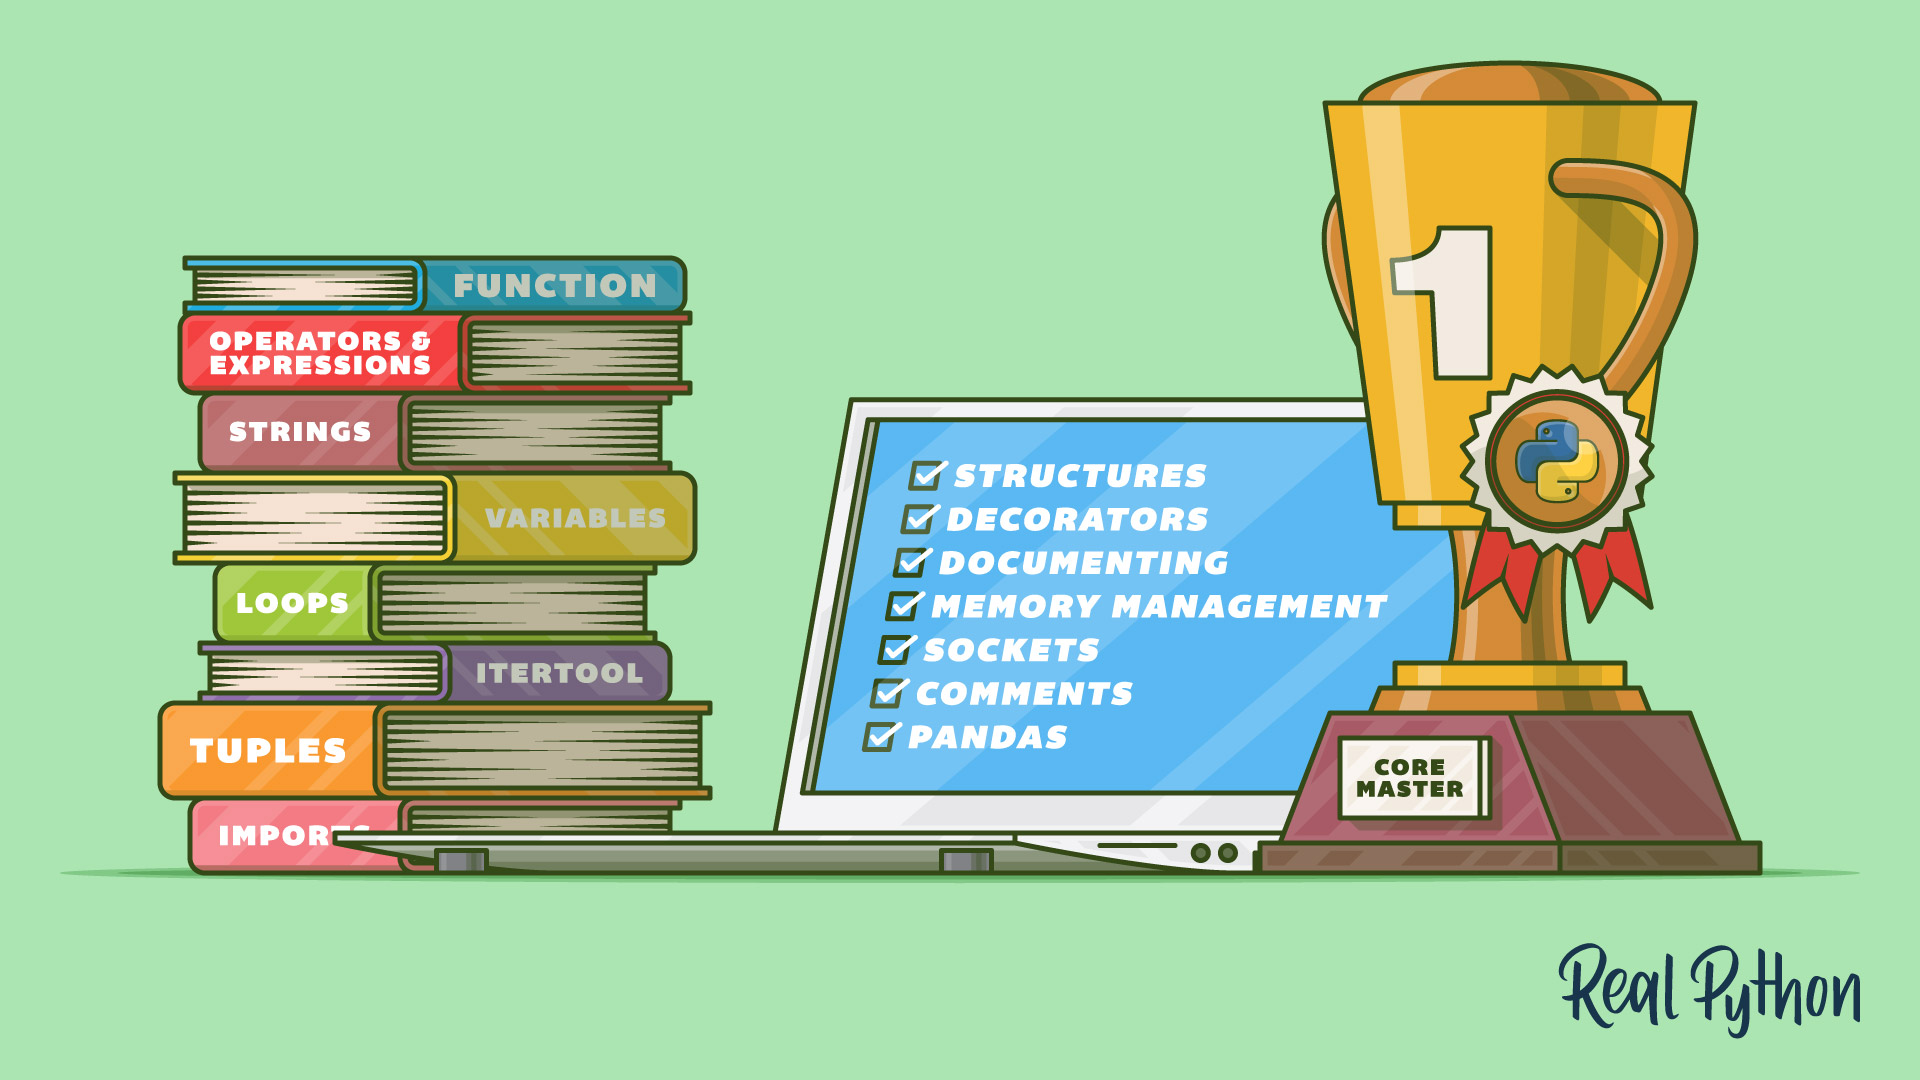 FUNCTION
OPERATORS &
EXPRESSIONS
STRINGS
VARIABLES
LOOPS
ITERTOOL
TUPLES
IMPORTS
STRUCTURES
DECORATORS
DOCUMENTING
MEMORY MANAGEMENT
SOCKETS
COMMENTS
PANDAS
1
CORE
MASTER
Real Python